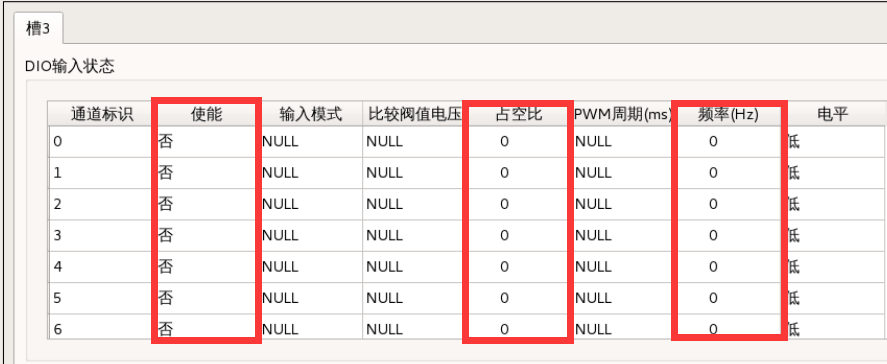 槽3
DIO输入状态
通道标识 使能 输入模式 比较阀值电压 占空比 PWM周期(ms) 频率(Hz) 电平
0 否 NULL NULL 0 NULL 0 低
1 否 NULL NULL 0 NULL 0 低
2 否 NULL NULL 0 NULL 0 低
3 否 NULL NULL 0 NULL 0 低
4 否 NULL NULL 0 NULL 0 低
5 否 NULL NULL 0 NULL 0 低
6 否 NULL NULL 0 NULL 0 低